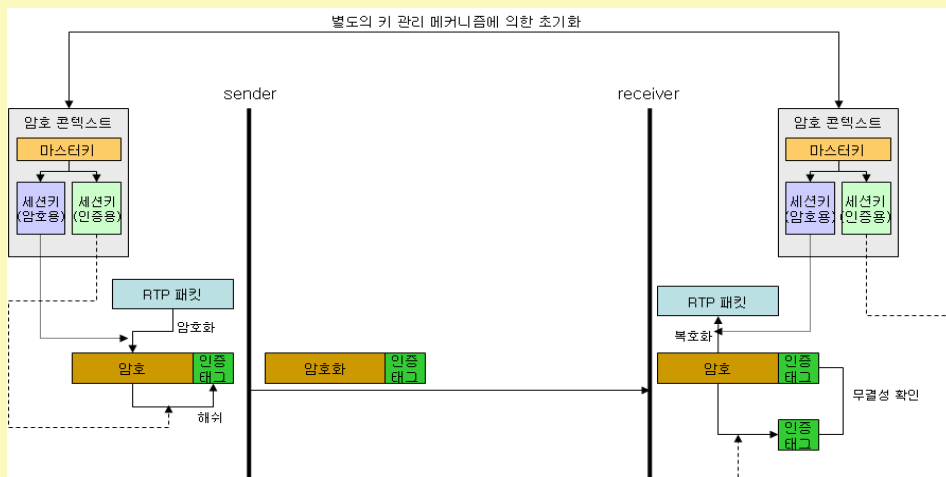 별도의 키 관리 메커니즘에 의한 초기화
sender
receiver
암호 콘텍스트
마스터키
세션키
(암호용)
세션키
(인증용)
암호 콘텍스트
마스터키
세션키
(암호용)
세션키
(인증용)
RTP 패킷
암호화
암호
인증
태그
해쉬
암호화
인증
태그
RTP 패킷
복호화
암호
인증
태그
무결성 확인
인증
태그